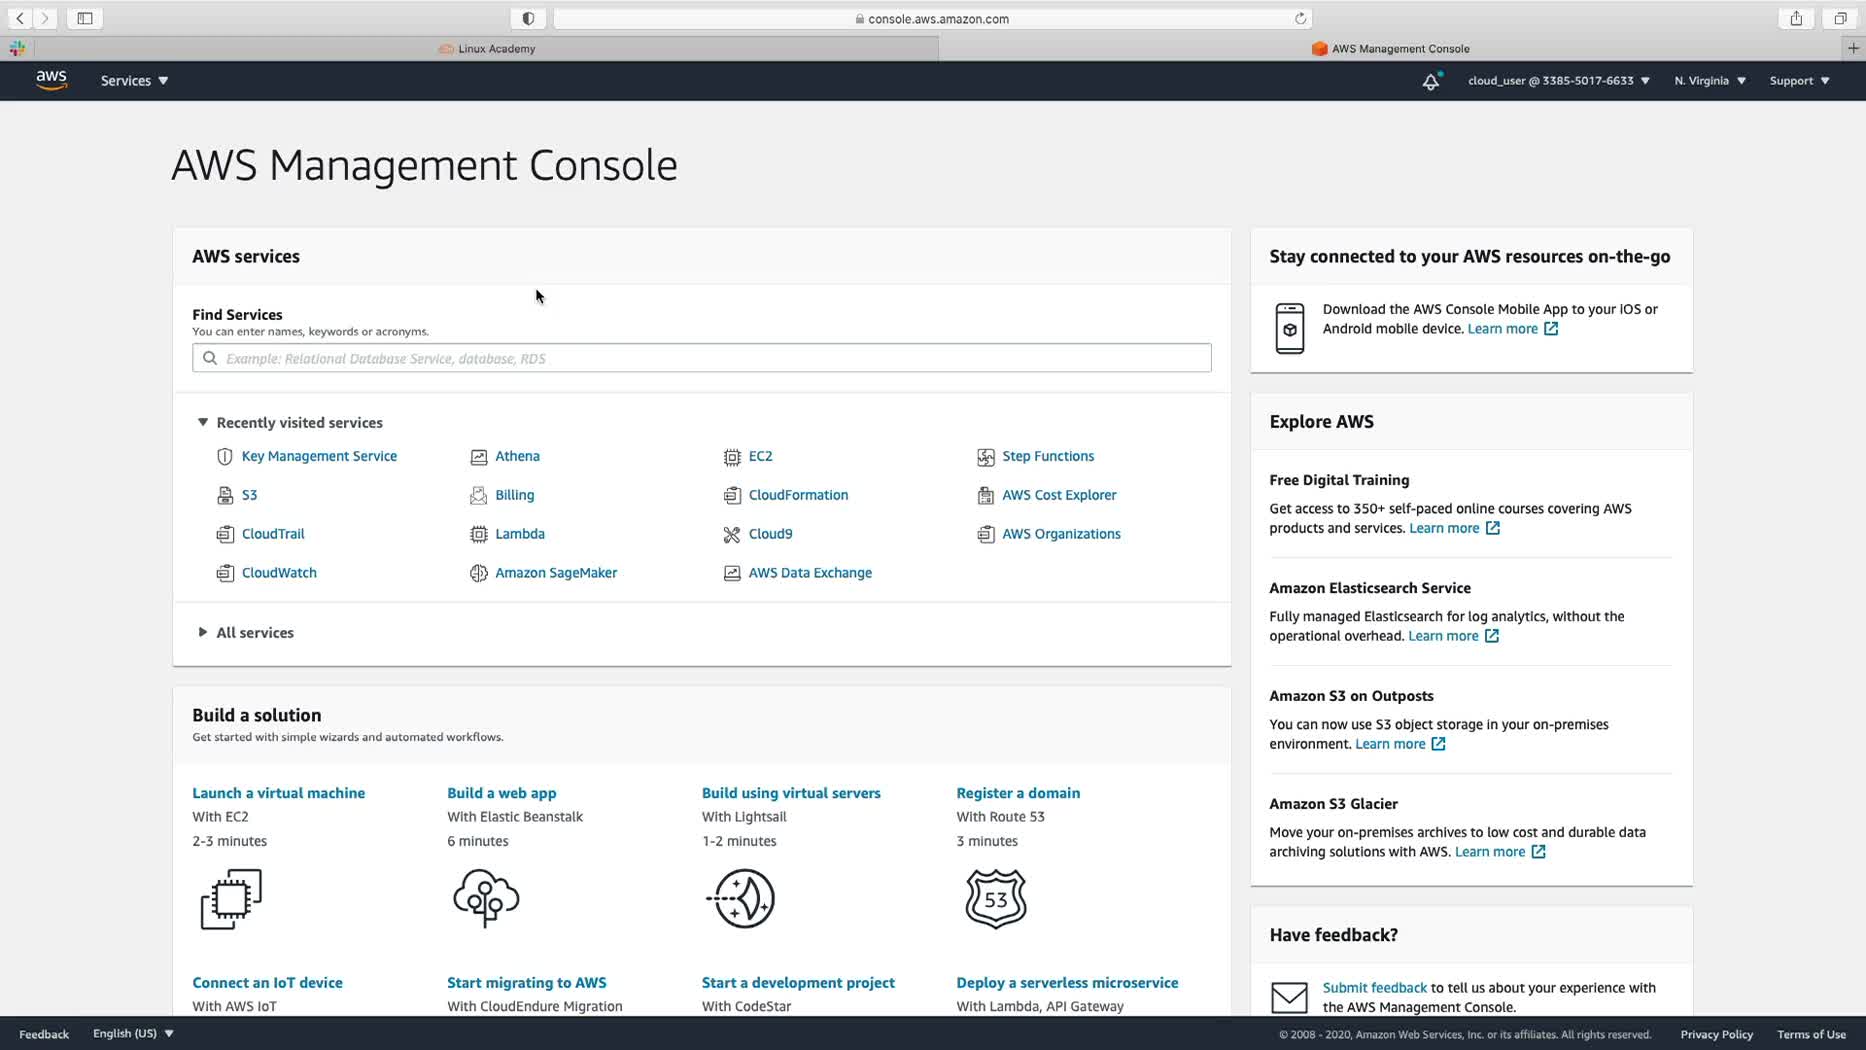 console.aws.amazon.com
Linux Academy
AWS Management Console
aws
Services
cloud_user @ 3385-5017-6633
N. Virginia
Support
AWS Management Console
AWS services
Find Services
You can enter names, keywords or acronyms.
Example: Relational Database Service, database, RDS
Recently visited services
Key Management Service
Athena
EC2
Step Functions
S3
Billing
CloudFormation
AWS Cost Explorer
CloudTrail
Lambda
Cloud9
AWS Organizations
CloudWatch
Amazon SageMaker
AWS Data Exchange
All services
Build a solution
Get started with simple wizards and automated workflows.
Launch a virtual machine
With EC2
2-3 minutes
Build a web app
With Elastic Beanstalk
6 minutes
Build using virtual servers
With Lightsail
1-2 minutes
Register a domain
With Route 53
3 minutes
53
Connect an IoT device
With AWS IoT
Start migrating to AWS
With CloudEndure Migration
Start a development project
With CodeStar
Deploy a serverless microservice
With Lambda, API Gateway
Stay connected to your AWS resources on-the-go
Download the AWS Console Mobile App to your iOS or
Android mobile device. Learn more
Explore AWS
Free Digital Training
Get access to 350+ self-paced online courses covering AWS
products and services. Learn more
Amazon Elasticsearch Service
Fully managed Elasticsearch for log analytics, without the
operational overhead. Learn more
Amazon S3 on Outposts
You can now use S3 object storage in your on-premises
environment. Learn more
Amazon S3 Glacier
Move your on-premises archives to low cost and durable data
archiving solutions with AWS. Learn more
Have feedback?
Submit feedback to tell us about your experience with
the AWS Management Console.
Feedback
English (US)
© 2008 - 2020, Amazon Web Services, Inc. or its affiliates. All rights reserved.
Privacy Policy
Terms of Use